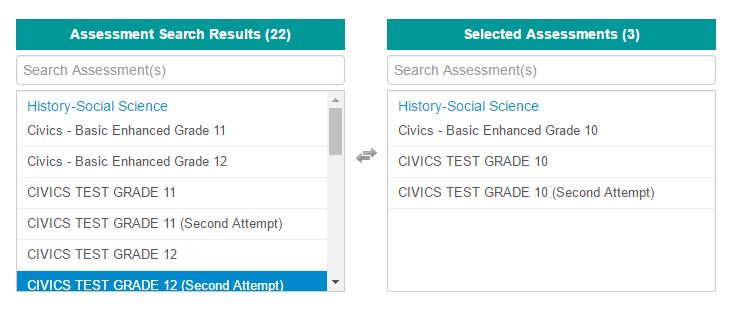 Assessment Search Results (22)
Search Assessment(s)
History-Social Science
Civics - Basic Enhanced Grade 11
Civics - Basic Enhanced Grade 12
CIVICS TEST GRADE 11
CIVICS TEST GRADE 11 (Second Attempt)
CIVICS TEST GRADE 12
CIVICS TEST GRADE 12 (Second Attempt)
Selected Assessments (3)
Search Assessment(s)
History-Social Science
Civics - Basic Enhanced Grade 10
CIVICS TEST GRADE 10
CIVICS TEST GRADE 10 (Second Attempt)